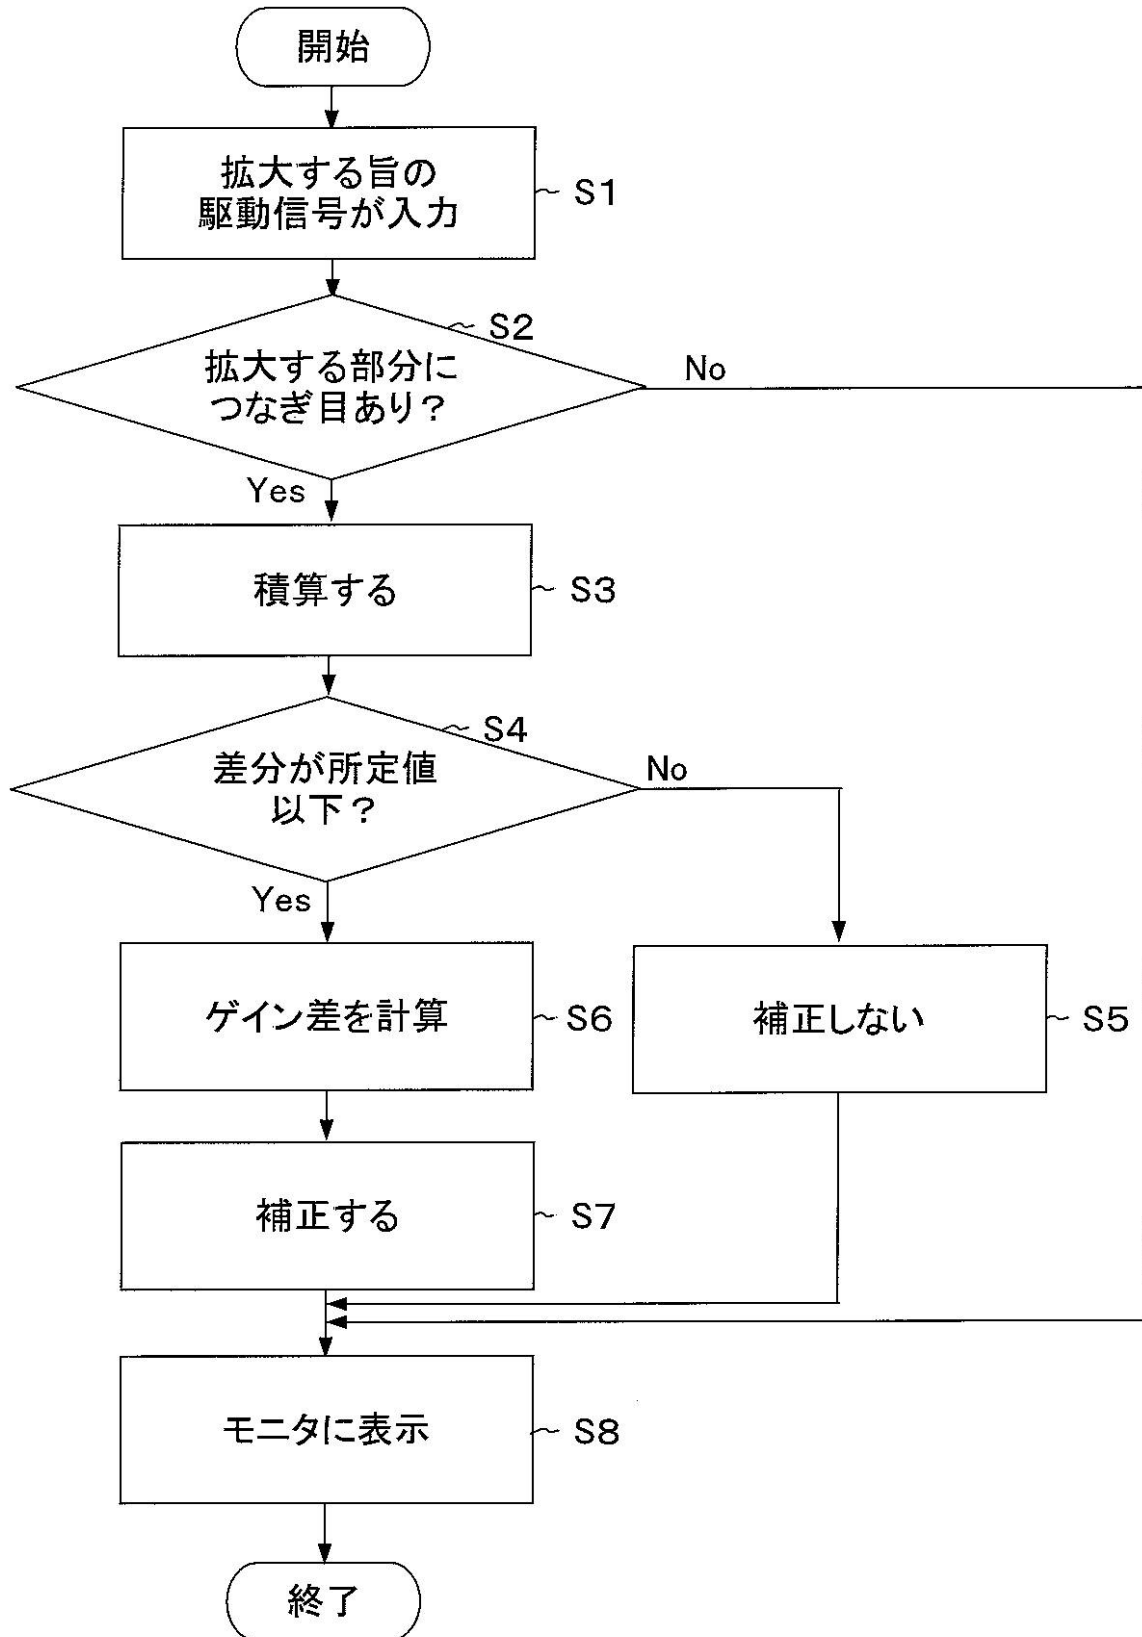 開始
拡大する旨の
駆動信号が入力
S1
S2
拡大する部分に
つなぎ目あり？
No
Yes
積算する
S3
S4
差分が所定値
以下？
No
Yes
ゲイン差を計算
S6
補正しない
S5
補正する
S7
モニタに表示
S8
終了